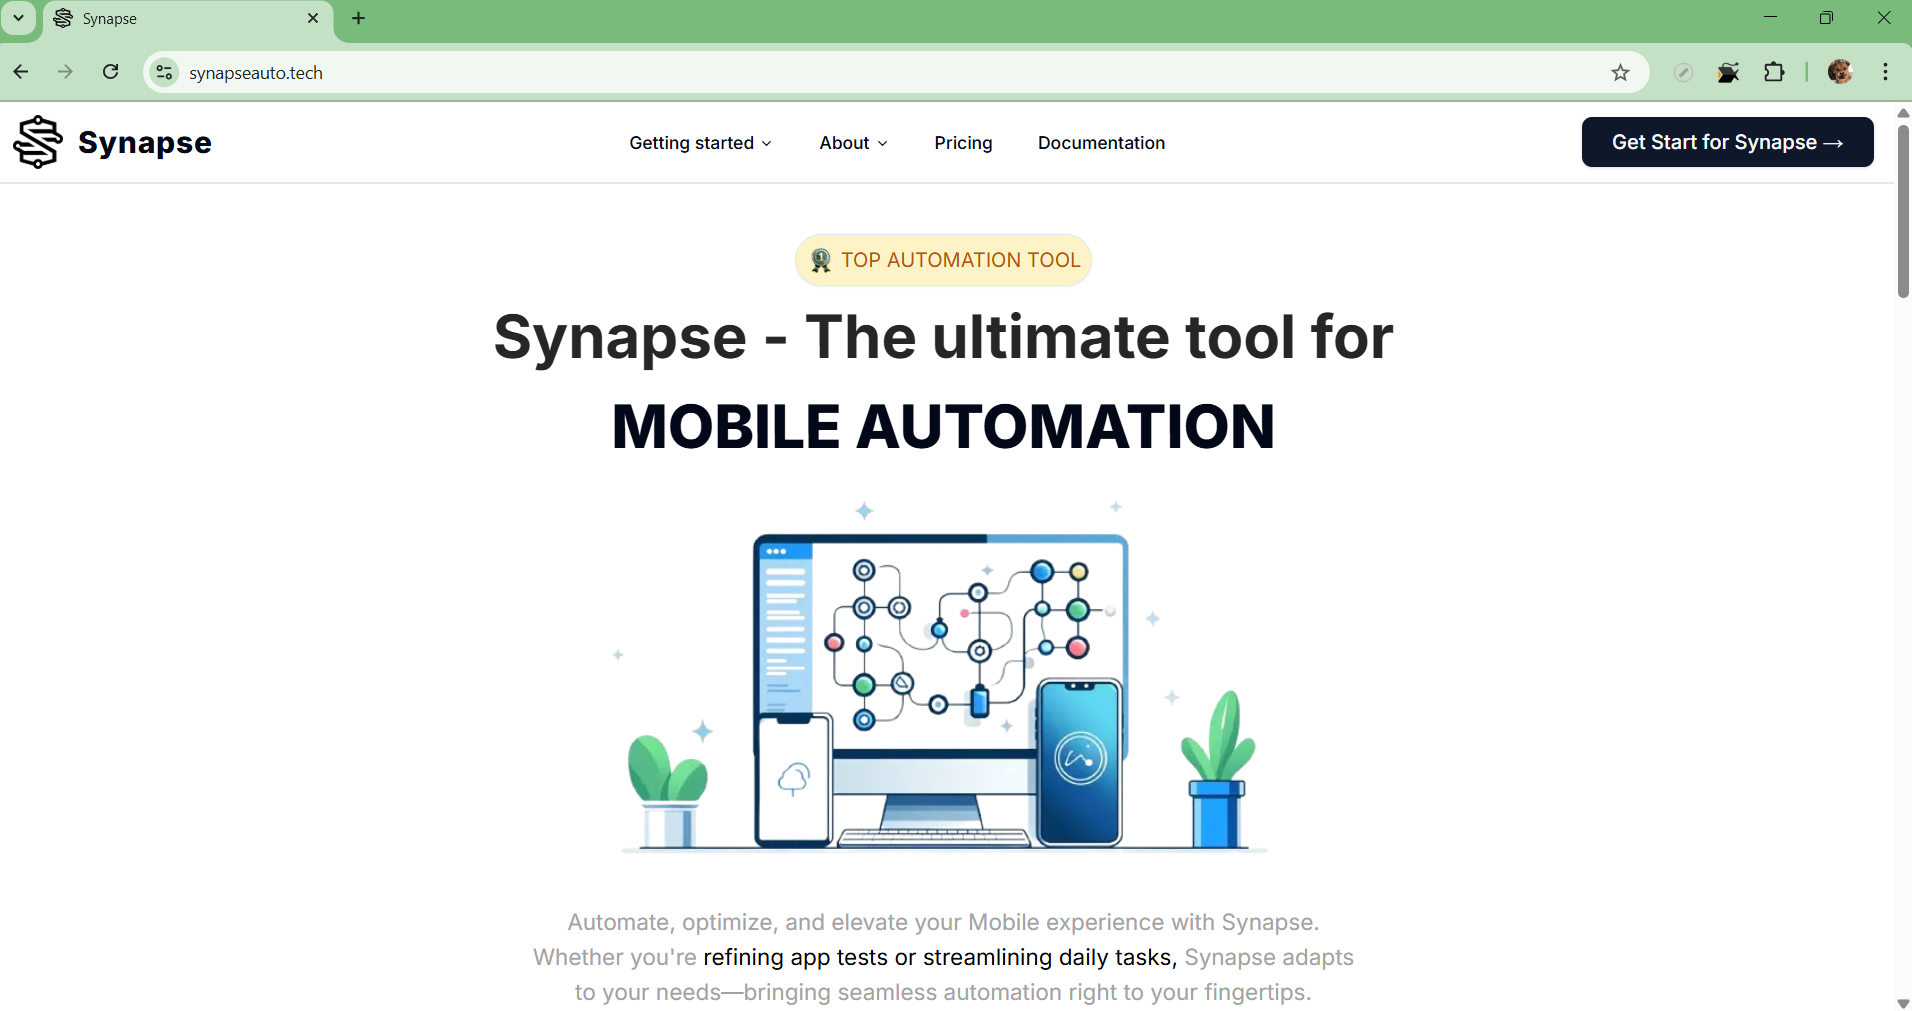 Synapse
synapseauto.tech
Synapse
Getting started
About
Pricing
Documentation
Get Start for Synapse →
TOP AUTOMATION TOOL
Synapse - The ultimate tool for
MOBILE AUTOMATION
Automate, optimize, and elevate your Mobile experience with Synapse.
Whether you're refining app tests or streamlining daily tasks, Synapse adapts
to your needs—bringing seamless automation right to your fingertips.